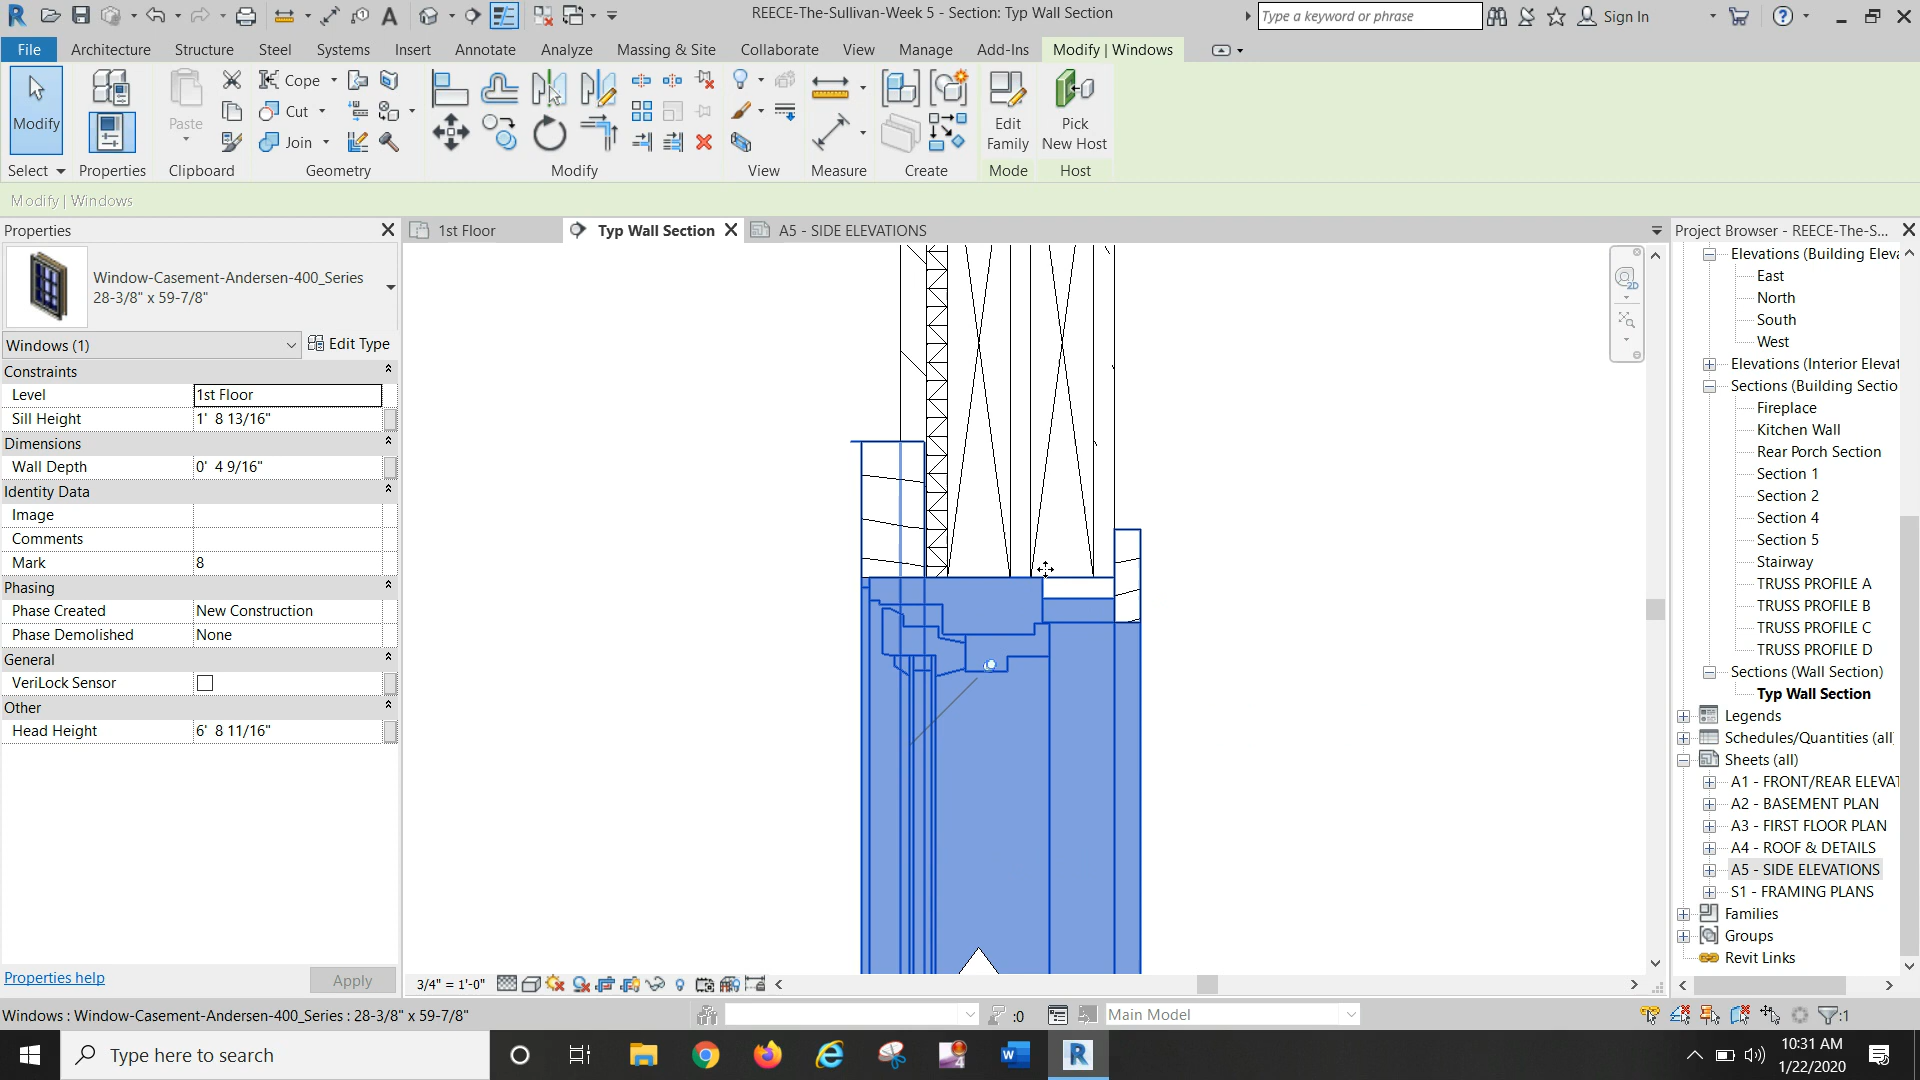 REECE-The-Sullivan-Week 5 - Section: Typ Wall Section
Type a keyword or phrase
Sign In
File Architecture Structure Steel Systems Insert Annotate Analyze Massing & Site Collaborate View Manage Add-Ins Modify | Windows
Modify
Paste
Cope
Cut
Join
Edit
Family
Pick
New Host
Select Properties Clipboard Geometry Modify View Measure Create Mode Host
Modify | Windows
Properties
1st Floor
Typ Wall Section
A5 - SIDE ELEVATIONS
Project Browser - REECE-The-S...
Window-Casement-Andersen-400_Series
28-3/8" x 59-7/8"
Windows (1)
Edit Type
Constraints
Level 1st Floor
Sill Height 1' 8 13/16"
Dimensions
Wall Depth 0' 4 9/16"
Identity Data
Image
Comments
Mark 8
Phasing
Phase Created New Construction
Phase Demolished None
General
VeriLock Sensor
Other
Head Height 6' 8 11/16"
Properties help
Apply
2D
Elevations (Building Eleva
East
North
South
West
Elevations (Interior Elevat
Sections (Building Sectio
Fireplace
Kitchen Wall
Rear Porch Section
Section 1
Section 2
Section 4
Section 5
Stairway
TRUSS PROFILE A
TRUSS PROFILE B
TRUSS PROFILE C
TRUSS PROFILE D
Sections (Wall Section)
Typ Wall Section
Legends
Schedules/Quantities (all
Sheets (all)
A1 - FRONT/REAR ELEVAT
A2 - BASEMENT PLAN
A3 - FIRST FLOOR PLAN
A4 - ROOF & DETAILS
A5 - SIDE ELEVATIONS
S1 - FRAMING PLANS
Families
Groups
Revit Links
3/4" = 1'-0"
Windows : Window-Casement-Andersen-400_Series : 28-3/8" x 59-7/8"
:0
Main Model
:1
Type here to search
10:31 AM
1/22/2020